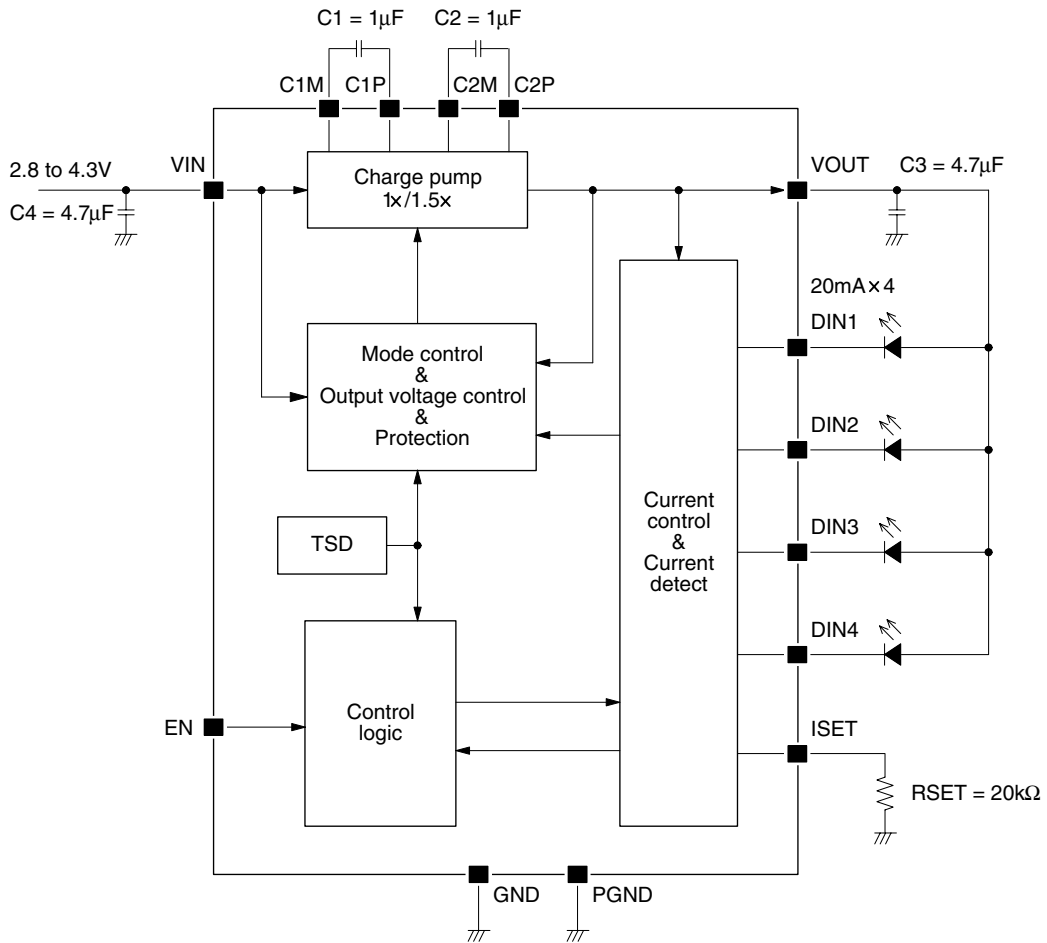 C1 = 1μF
C2 = 1μF
C1M
C1P
C2M
C2P
2.8 to 4.3V
VIN
C4 = 4.7μF
Charge pump
1×/1.5×
VOUT
C3 = 4.7μF
20mA×4
DIN1
Mode control
&
Output voltage control
&
Protection
DIN2
TSD
Current
control
&
Current
detect
DIN3
DIN4
EN
Control
logic
ISET
RSET = 20kΩ
GND
PGND